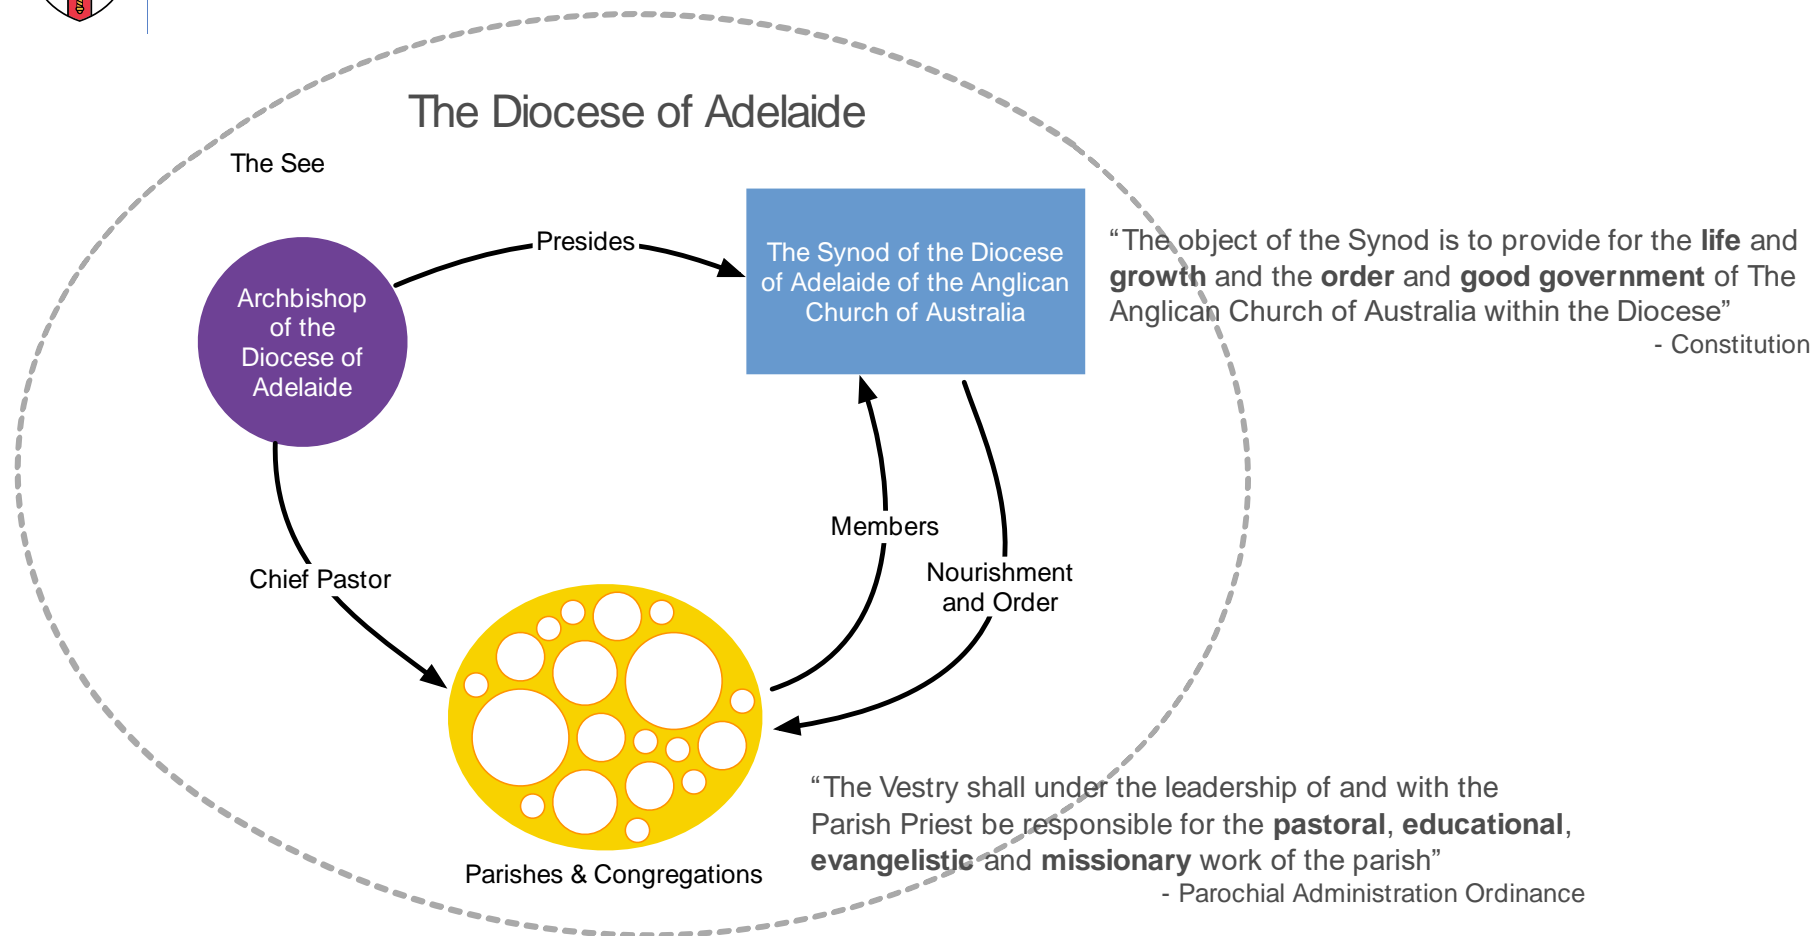 The Diocese of Adelaide
The See
Presides
The Synod of the Diocese
of Adelaide of the Anglican
Church of Australia
“The object of the Synod is to provide for the life and
growth and the order and good government of The
Anglican Church of Australia within the Diocese”
- Constitution
Archbishop
of the
Diocese of
Adelaide
Members
Chief Pastor
Nourishment
and Order
“The Vestry shall under the leadership of and with the
Parish Priest be responsible for the pastoral, educational,
evangelistic and missionary work of the parish”
- Parochial Administration Ordinance
Parishes & Congregations